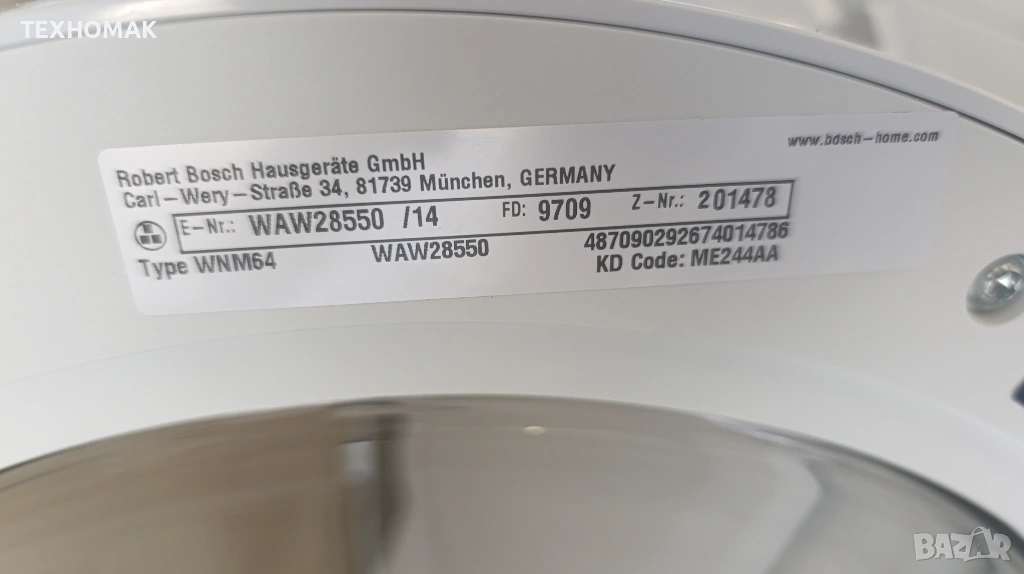 ТЕХНОМАК
www.bosch-home.com
Robert Bosch Hausgeräte GmbH
Carl-Wery-Straße 34, 81739 München, GERMANY
E-Nr.: WAW28550 /14 FD: 9709 Z-Nr.: 201478
Type WNM64 WAW28550 487090292674014786
KD Code: ME244AA
BAZAR